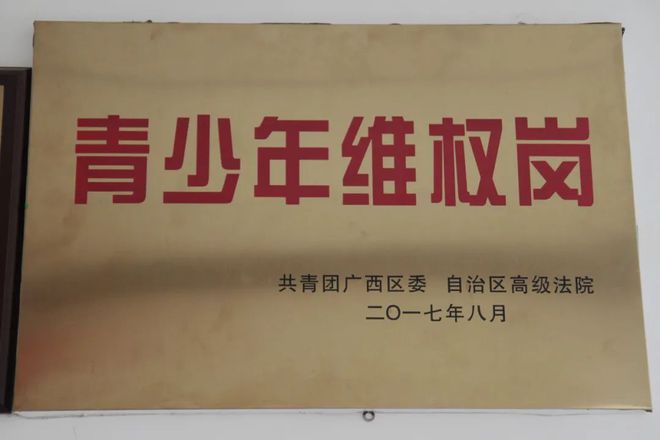 青少年维权岗
共青团广西区委 自治区高级法院
二〇一七年八月